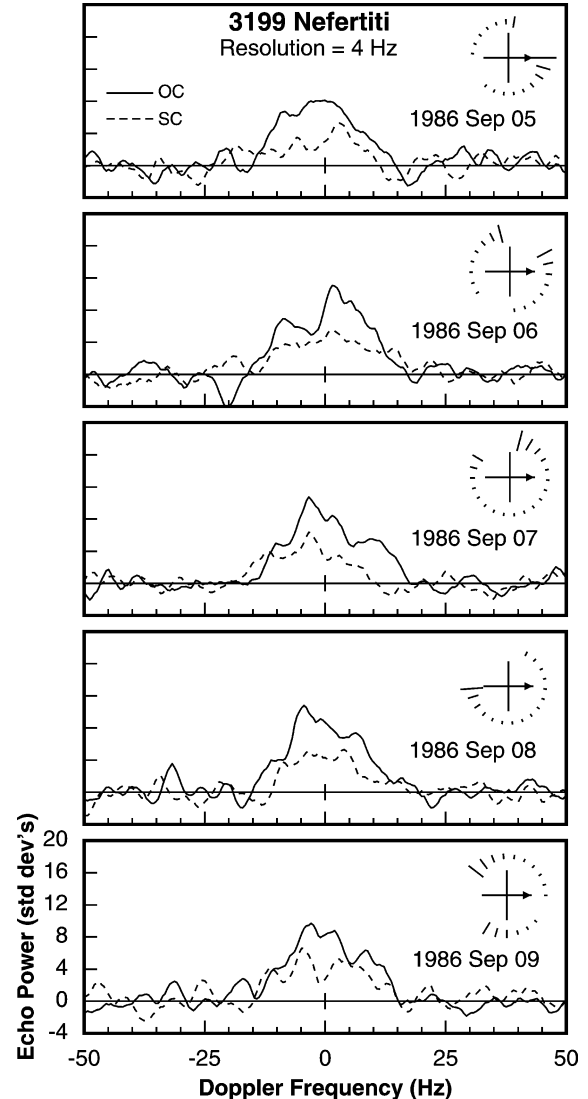 3199 Nefertiti
Resolution = 4 Hz
OC
SC
1986 Sep 05
1986 Sep 06
1986 Sep 07
1986 Sep 08
1986 Sep 09
Echo Power (std dev's)
20
16
12
8
4
0
-4
-50 -25 0 25 50
Doppler Frequency (Hz)